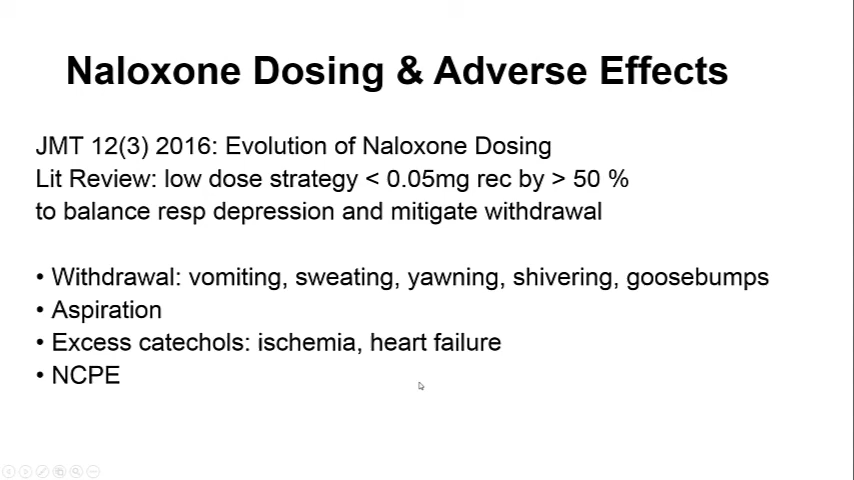 Naloxone Dosing & Adverse Effects
JMT 12(3) 2016: Evolution of Naloxone Dosing
Lit Review: low dose strategy < 0.05mg rec by > 50 %
to balance resp depression and mitigate withdrawal
• Withdrawal: vomiting, sweating, yawning, shivering, goosebumps
• Aspiration
• Excess catechols: ischemia, heart failure
• NCPE